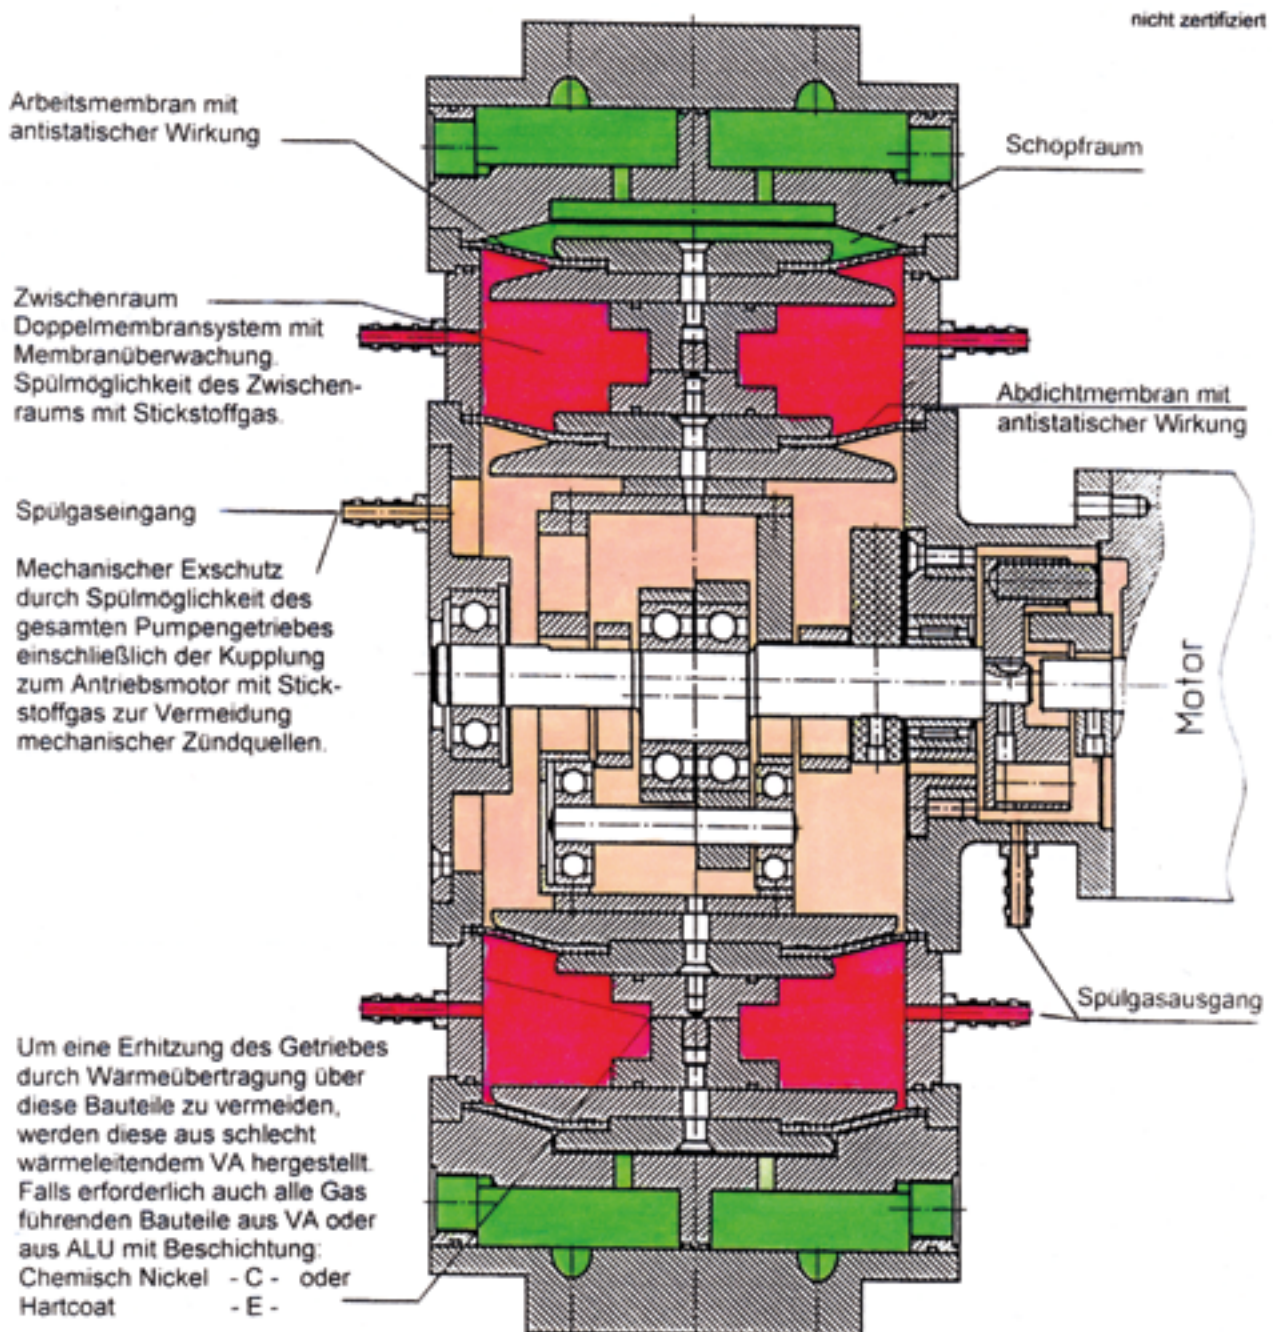 nicht zertifiziert
Arbeitsmembran mit
antistatischer Wirkung
Schöpfraum
Zwischenraum
Doppelmembransystem mit
Membranüberwachung.
Spülmöglichkeit des Zwischen-
raums mit Stickstoffgas.
Abdichtmembran mit
antistatischer Wirkung
Spülgaseingang
Mechanischer Exschutz
durch Spülmöglichkeit des
gesamten Pumpengetriebes
einschließlich der Kupplung
zum Antriebsmotor mit Stick-
stoffgas zur Vermeidung
mechanischer Zündquellen.
Motor
Spülgasausgang
Um eine Erhitzung des Getriebes
durch Wärmeübertragung über
diese Bauteile zu vermeiden,
werden diese aus schlecht
wärmeleitendem VA hergestellt.
Falls erforderlich auch alle Gas
führenden Bauteile aus VA oder
aus ALU mit Beschichtung:
Chemisch Nickel - C - oder
Hartcoat - E -